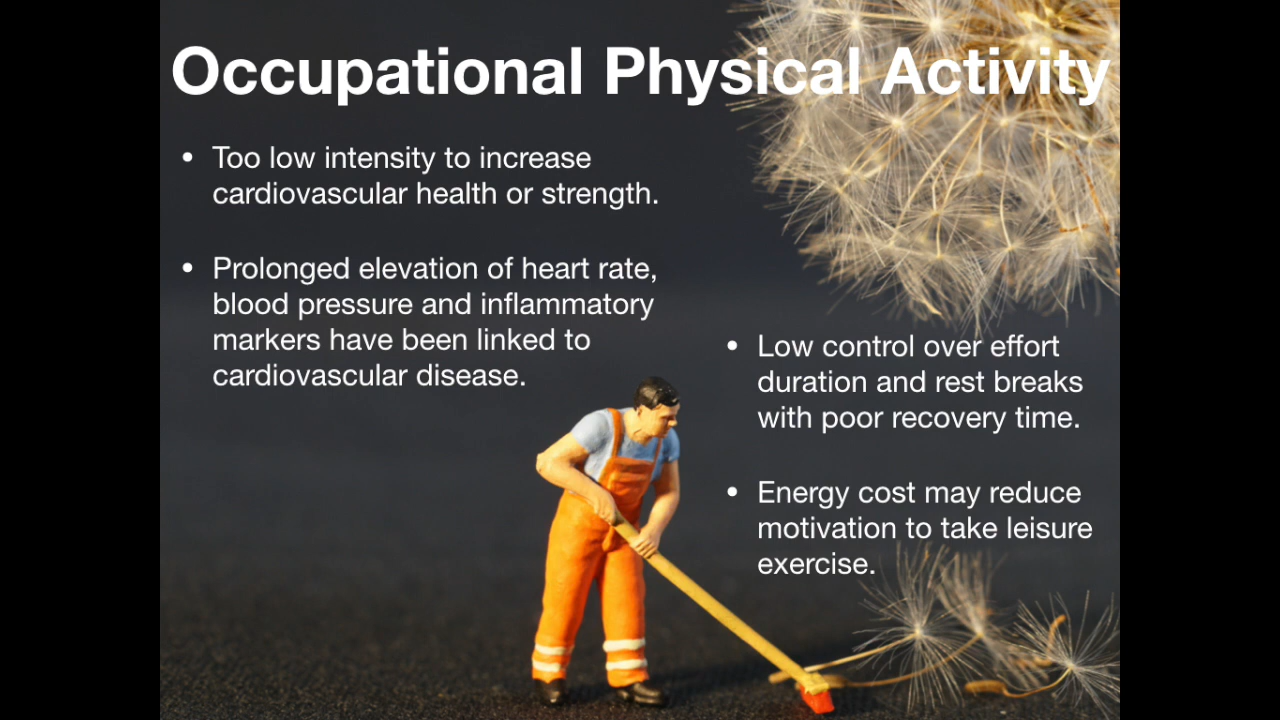 Occupational Physical Activity
• Too low intensity to increase
cardiovascular health or strength.
• Prolonged elevation of heart rate,
blood pressure and inflammatory
markers have been linked to
cardiovascular disease.
• Low control over effort
duration and rest breaks
with poor recovery time.
• Energy cost may reduce
motivation to take leisure
exercise.